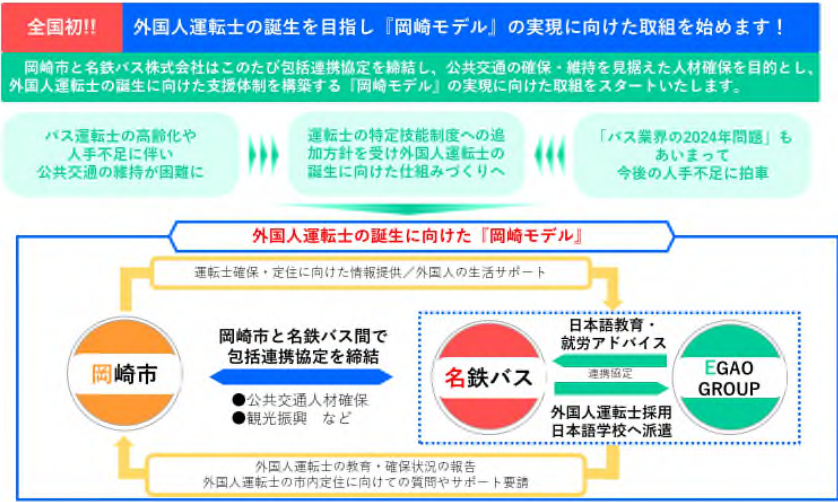 全国初!!
外国人運転士の誕生を目指し『岡崎モデル』の実現に向けた取組を始めます！
岡崎市と名鉄バス株式会社はこのたび包括連携協定を締結し、公共交通の確保・維持を見据えた人材確保を目的とし、
外国人運転士の誕生に向けた支援体制を構築する『岡崎モデル』の実現に向けた取組をスタートいたします。
バス運転士の高齢化や
人手不足に伴い
公共交通の維持が困難に
運転士の特定技能制度への追
加方針を受け外国人運転士の
誕生に向けた仕組みづくりへ
「バス業界の2024年問題」も
あいまって
今後の人手不足に拍車
外国人運転士の誕生に向けた『岡崎モデル』
運転士確保・定住に向けた情報提供／外国人の生活サポート
岡崎市
岡崎市と名鉄バス間で
包括連携協定を締結
●公共交通人材確保
●観光振興　など
名鉄バス
日本語教育・
就労アドバイス
連携協定
外国人運転士採用
日本語学校へ派遣
EGAO
GROUP
外国人運転士の教育・確保状況の報告
外国人運転士の市内定住に向けての質問やサポート要請